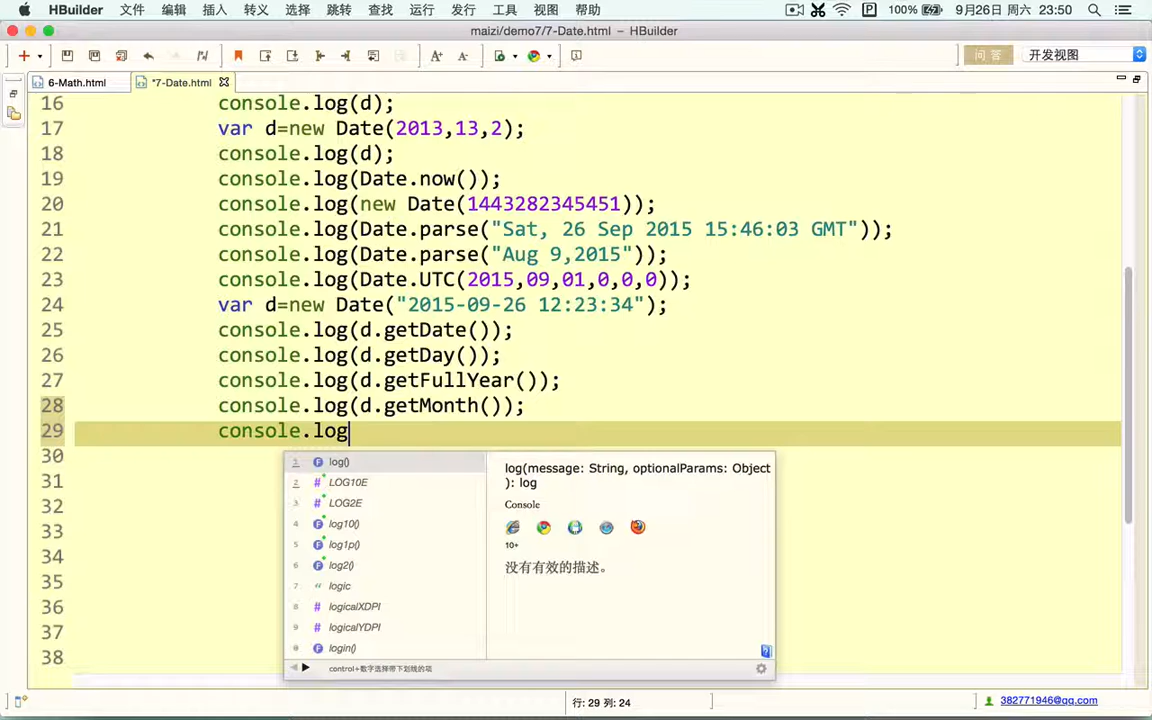 HBuilder 文件 编辑 插入 转义 选择 跳转 查找 运行 发行 工具 视图 帮助 100% 9月26日 周六 23:50
maizi/demo7/7-Date.html — HBuilder
问 答 开发视图
6-Math.html *7-Date.html
16 console.log(d);
17 var d=new Date(2013,13,2);
18 console.log(d);
19 console.log(Date.now());
20 console.log(new Date(1443282345451));
21 console.log(Date.parse("Sat, 26 Sep 2015 15:46:03 GMT"));
22 console.log(Date.parse("Aug 9,2015"));
23 console.log(Date.UTC(2015,09,01,0,0,0));
24 var d=new Date("2015-09-26 12:23:34");
25 console.log(d.getDate());
26 console.log(d.getDay());
27 console.log(d.getFullYear());
28 console.log(d.getMonth());
29 console.log
30
31
32
33
34
35
36
37
38
1 F log()
2 # LOG10E
3 # LOG2E
4 F log10()
5 F log1p()
6 F log2()
7 “ logic
8 # logicalXDPI
9 # logicalYDPI
0 F login()
control+数字选择带下划线的项
log(message: String, optionalParams: Object
): log
Console
10+
没有有效的描述。
行: 29 列: 24
382771946@qq.com